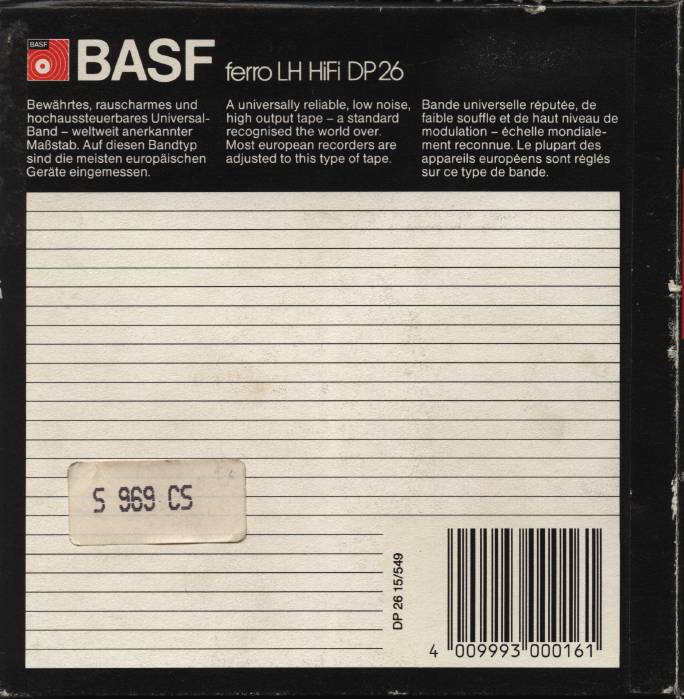 BASF
BASF ferro LH HiFi DP26
Bewährtes, rauscharmes und
hochaussteuerbares Universal-
Band – weltweit anerkannter
Maßstab. Auf diesen Bandtyp
sind die meisten europäischen
Geräte eingemessen.
A universally reliable, low noise,
high output tape – a standard
recognised the world over.
Most european recorders are
adjusted to this type of tape.
Bande universelle réputée, de
faible souffle et de haut niveau de
modulation – échelle mondiale-
ment reconnue. Le plupart des
appareils européens sont réglés
sur ce type de bande.
S 969 CS
DP 26 15/549
4 009993 000161